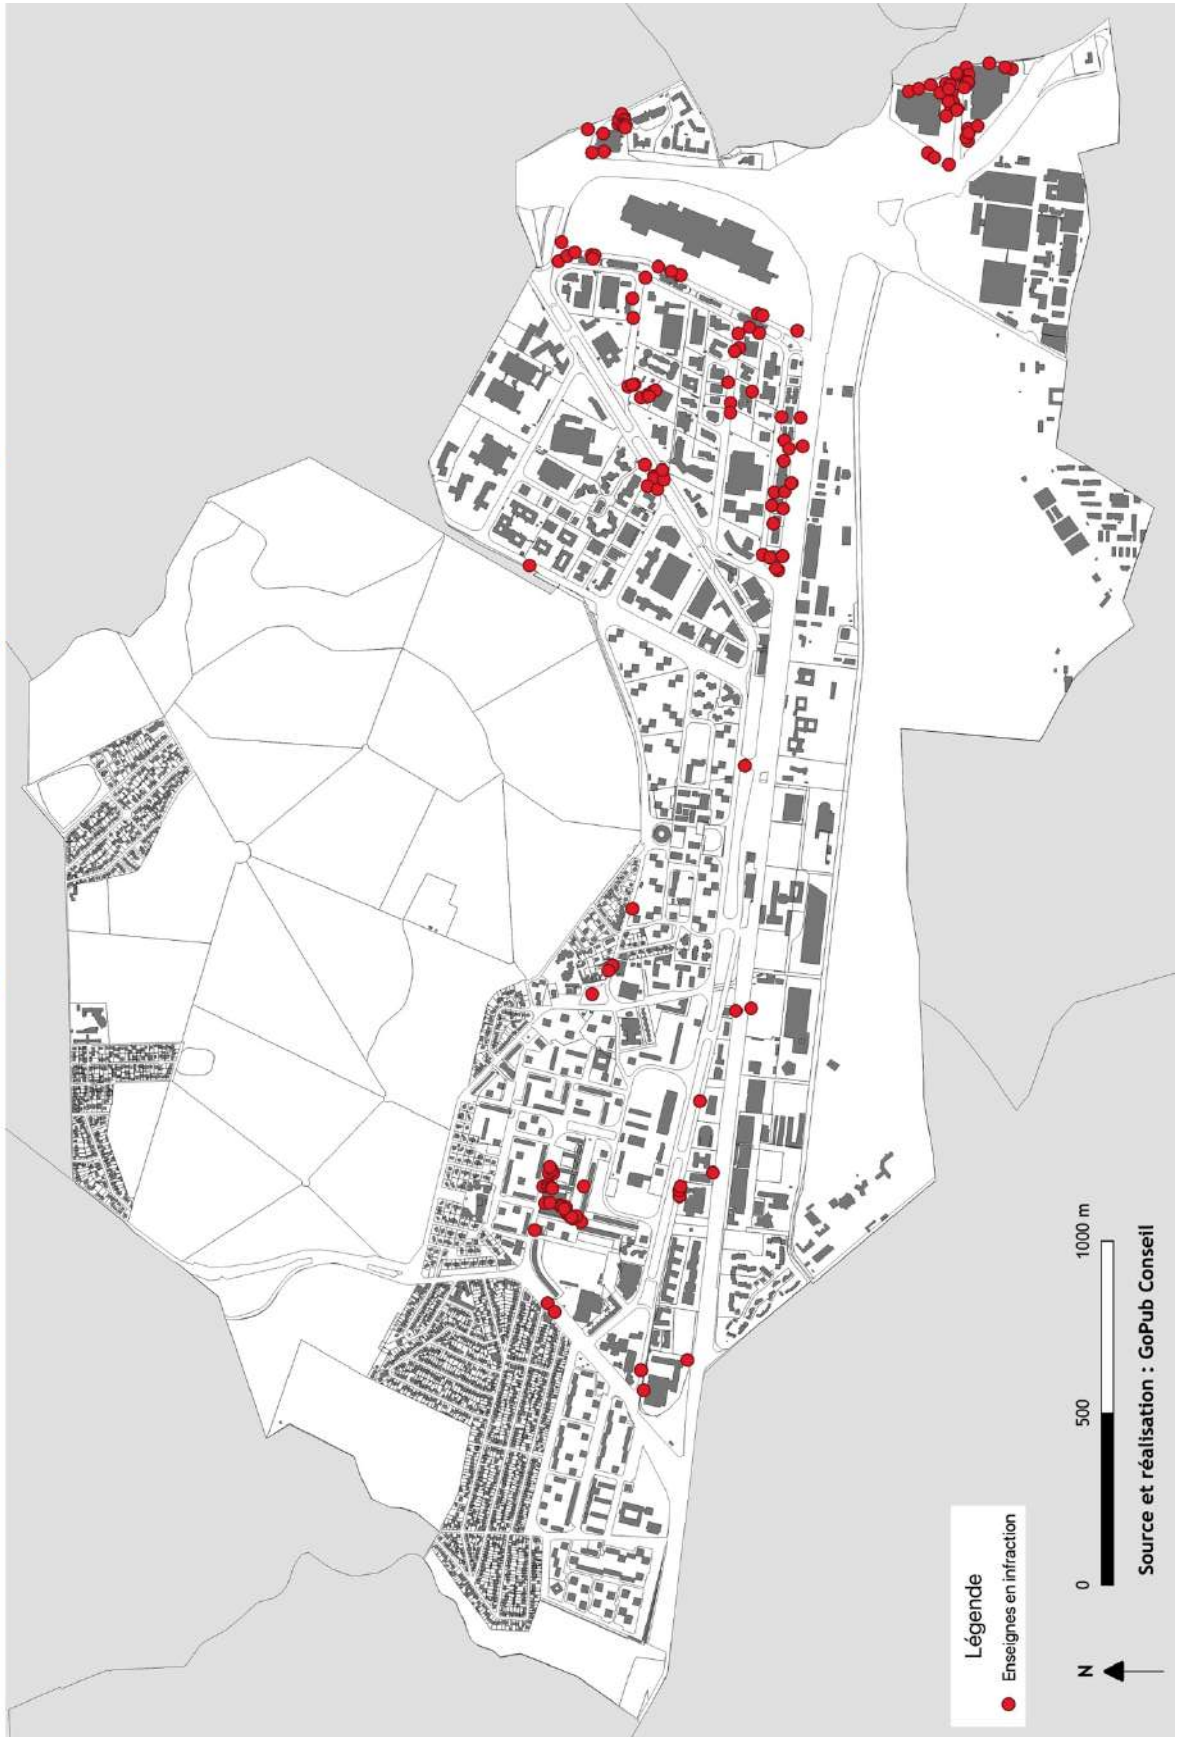 Légende
Enseignes en infraction
N
0 500 1000 m
Source et réalisation : GoPub Conseil